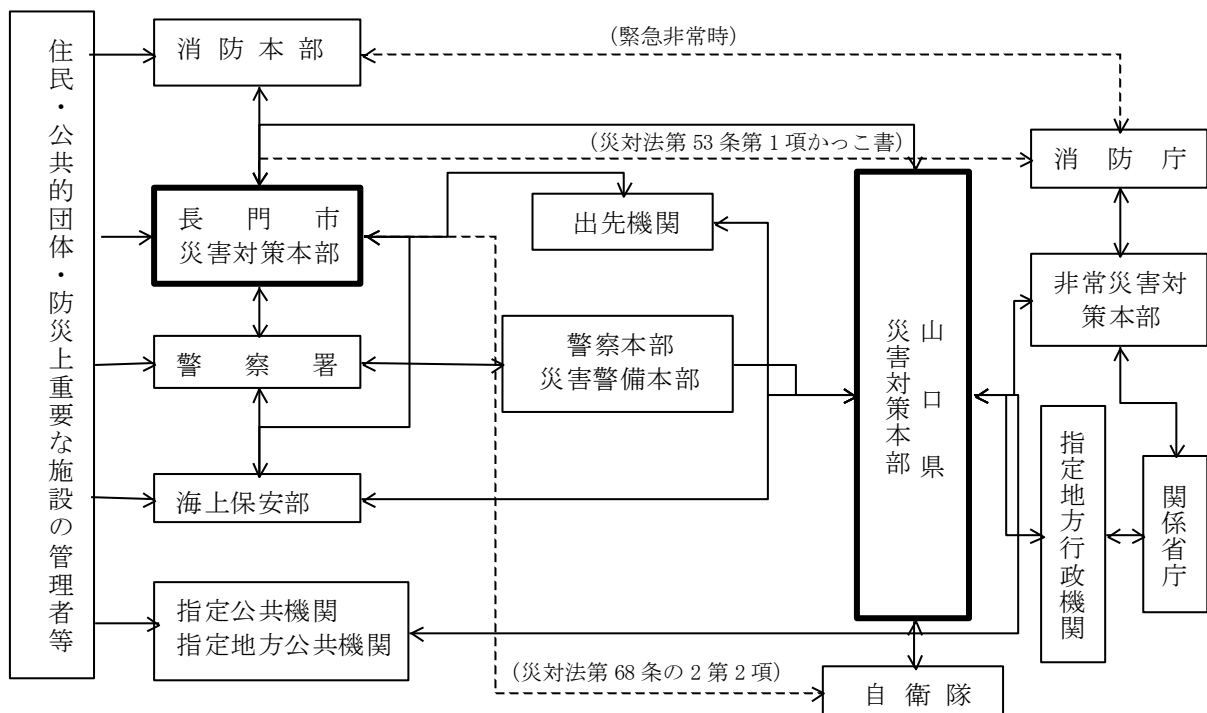 住民・公共的団体・防災上重要な施設の管理者等
消防本部
(緊急非常時)
(災対法第 53 条第 1 項かっこ書)
消防庁
長門市
災害対策本部
出先機関
山口県
災害対策本部
非常災害対
策本部
警察署
警察本部
災害警備本部
海上保安部
指定地方行政機関
関係省庁
指定公共機関
指定地方公共機関
(災対法第 68 条の 2 第 2 項)
自衛隊